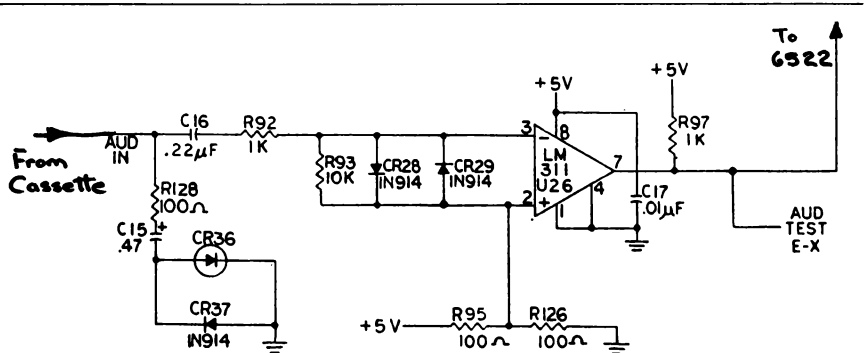 To
6522
+5V
+5V
C16
.22μF
R92
1K
3
8
R97
1K
AUD
IN
From
Cassette
R93
10K
CR28
1N914
CR29
1N914
−
LM
311
U26
+
7
2
4
1
C17
.01μF
R128
100Ω
C15
+
.47
CR36
CR37
1N914
AUD
TEST
E-X
+5V
R95
100Ω
R126
100Ω